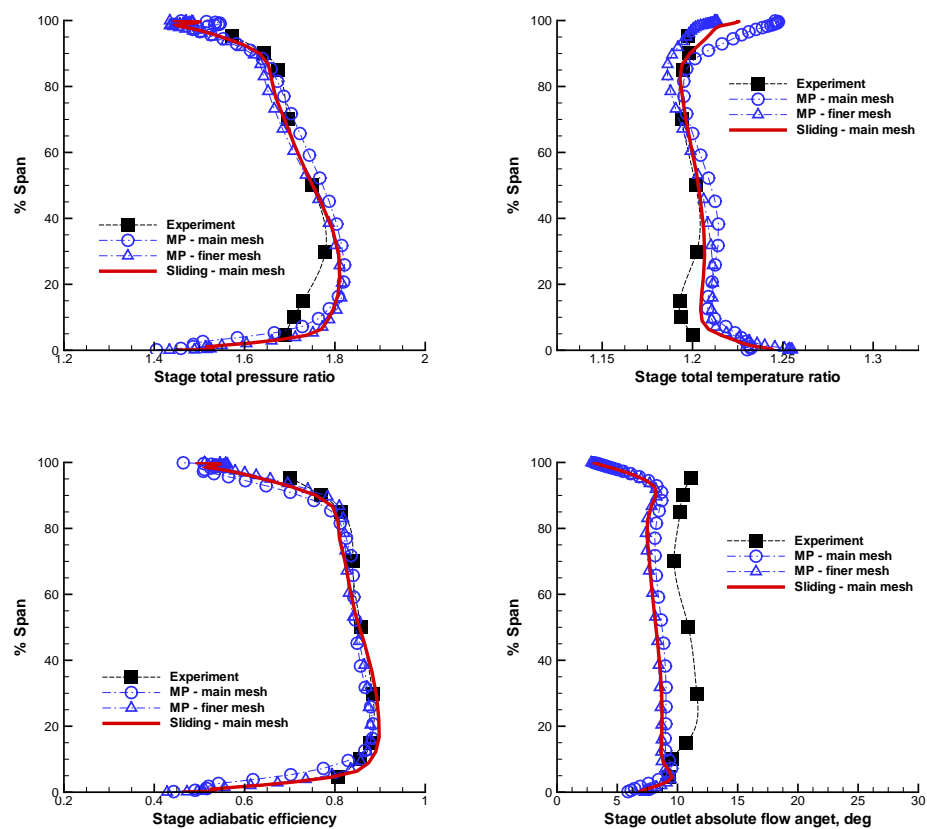 100
80
60
40
20
0
% Span
Experiment
MP - main mesh
MP - finer mesh
Sliding - main mesh
1.2 1.4 1.6 1.8 2
Stage total pressure ratio
100
80
60
40
20
0
% Span
Experiment
MP - main mesh
MP - finer mesh
Sliding - main mesh
1.15 1.2 1.25 1.3
Stage total temperature ratio
100
80
60
40
20
0
% Span
Experiment
MP - main mesh
MP - finer mesh
Sliding - main mesh
0.2 0.4 0.6 0.8 1
Stage adiabatic efficiency
100
80
60
40
20
0
% Span
Experiment
MP - main mesh
MP - finer mesh
Sliding - main mesh
0 5 10 15 20 25 30
Stage outlet absolute flow anget, deg